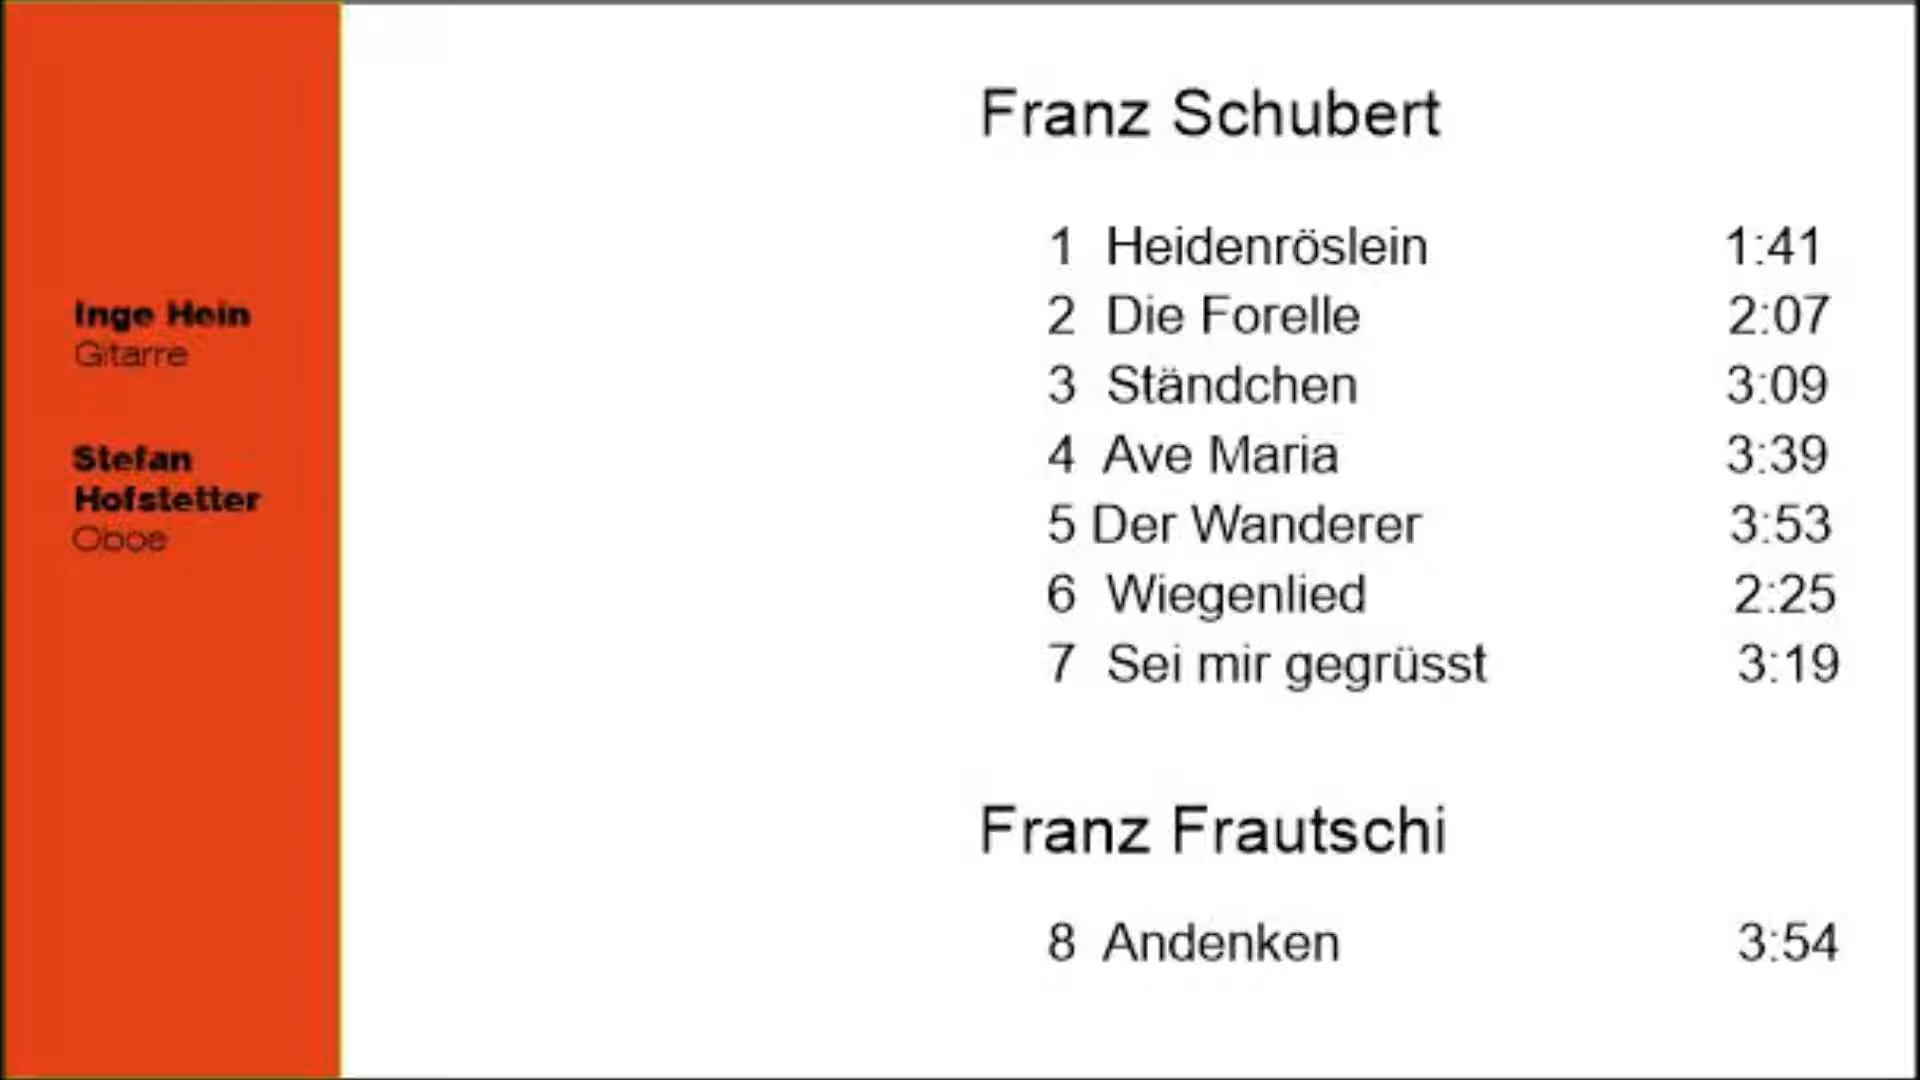 Inge Hein
Gitarre
Stefan
Hofstetter
Oboe
Franz Schubert
1 Heidenröslein 1:41
2 Die Forelle 2:07
3 Ständchen 3:09
4 Ave Maria 3:39
5 Der Wanderer 3:53
6 Wiegenlied 2:25
7 Sei mir gegrüsst 3:19
Franz Frautschi
8 Andenken 3:54